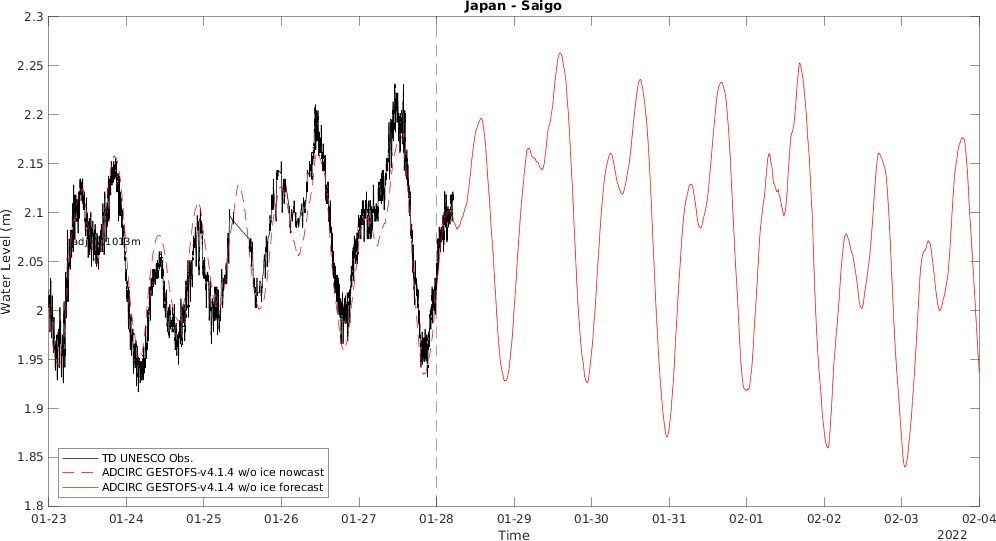 Japan - Saigo
Water Level (m)
2.3
2.25
2.2
2.15
2.1
2.05
2
1.95
1.9
1.85
1.8
TD UNESCO Obs.
ADCIRC GESTOFS-v4.1.4 w/o ice nowcast
ADCIRC GESTOFS-v4.1.4 w/o ice forecast
01-23 01-24 01-25 01-26 01-27 01-28 01-29 01-30 01-31 02-01 02-02 02-03 02-04
Time
2022